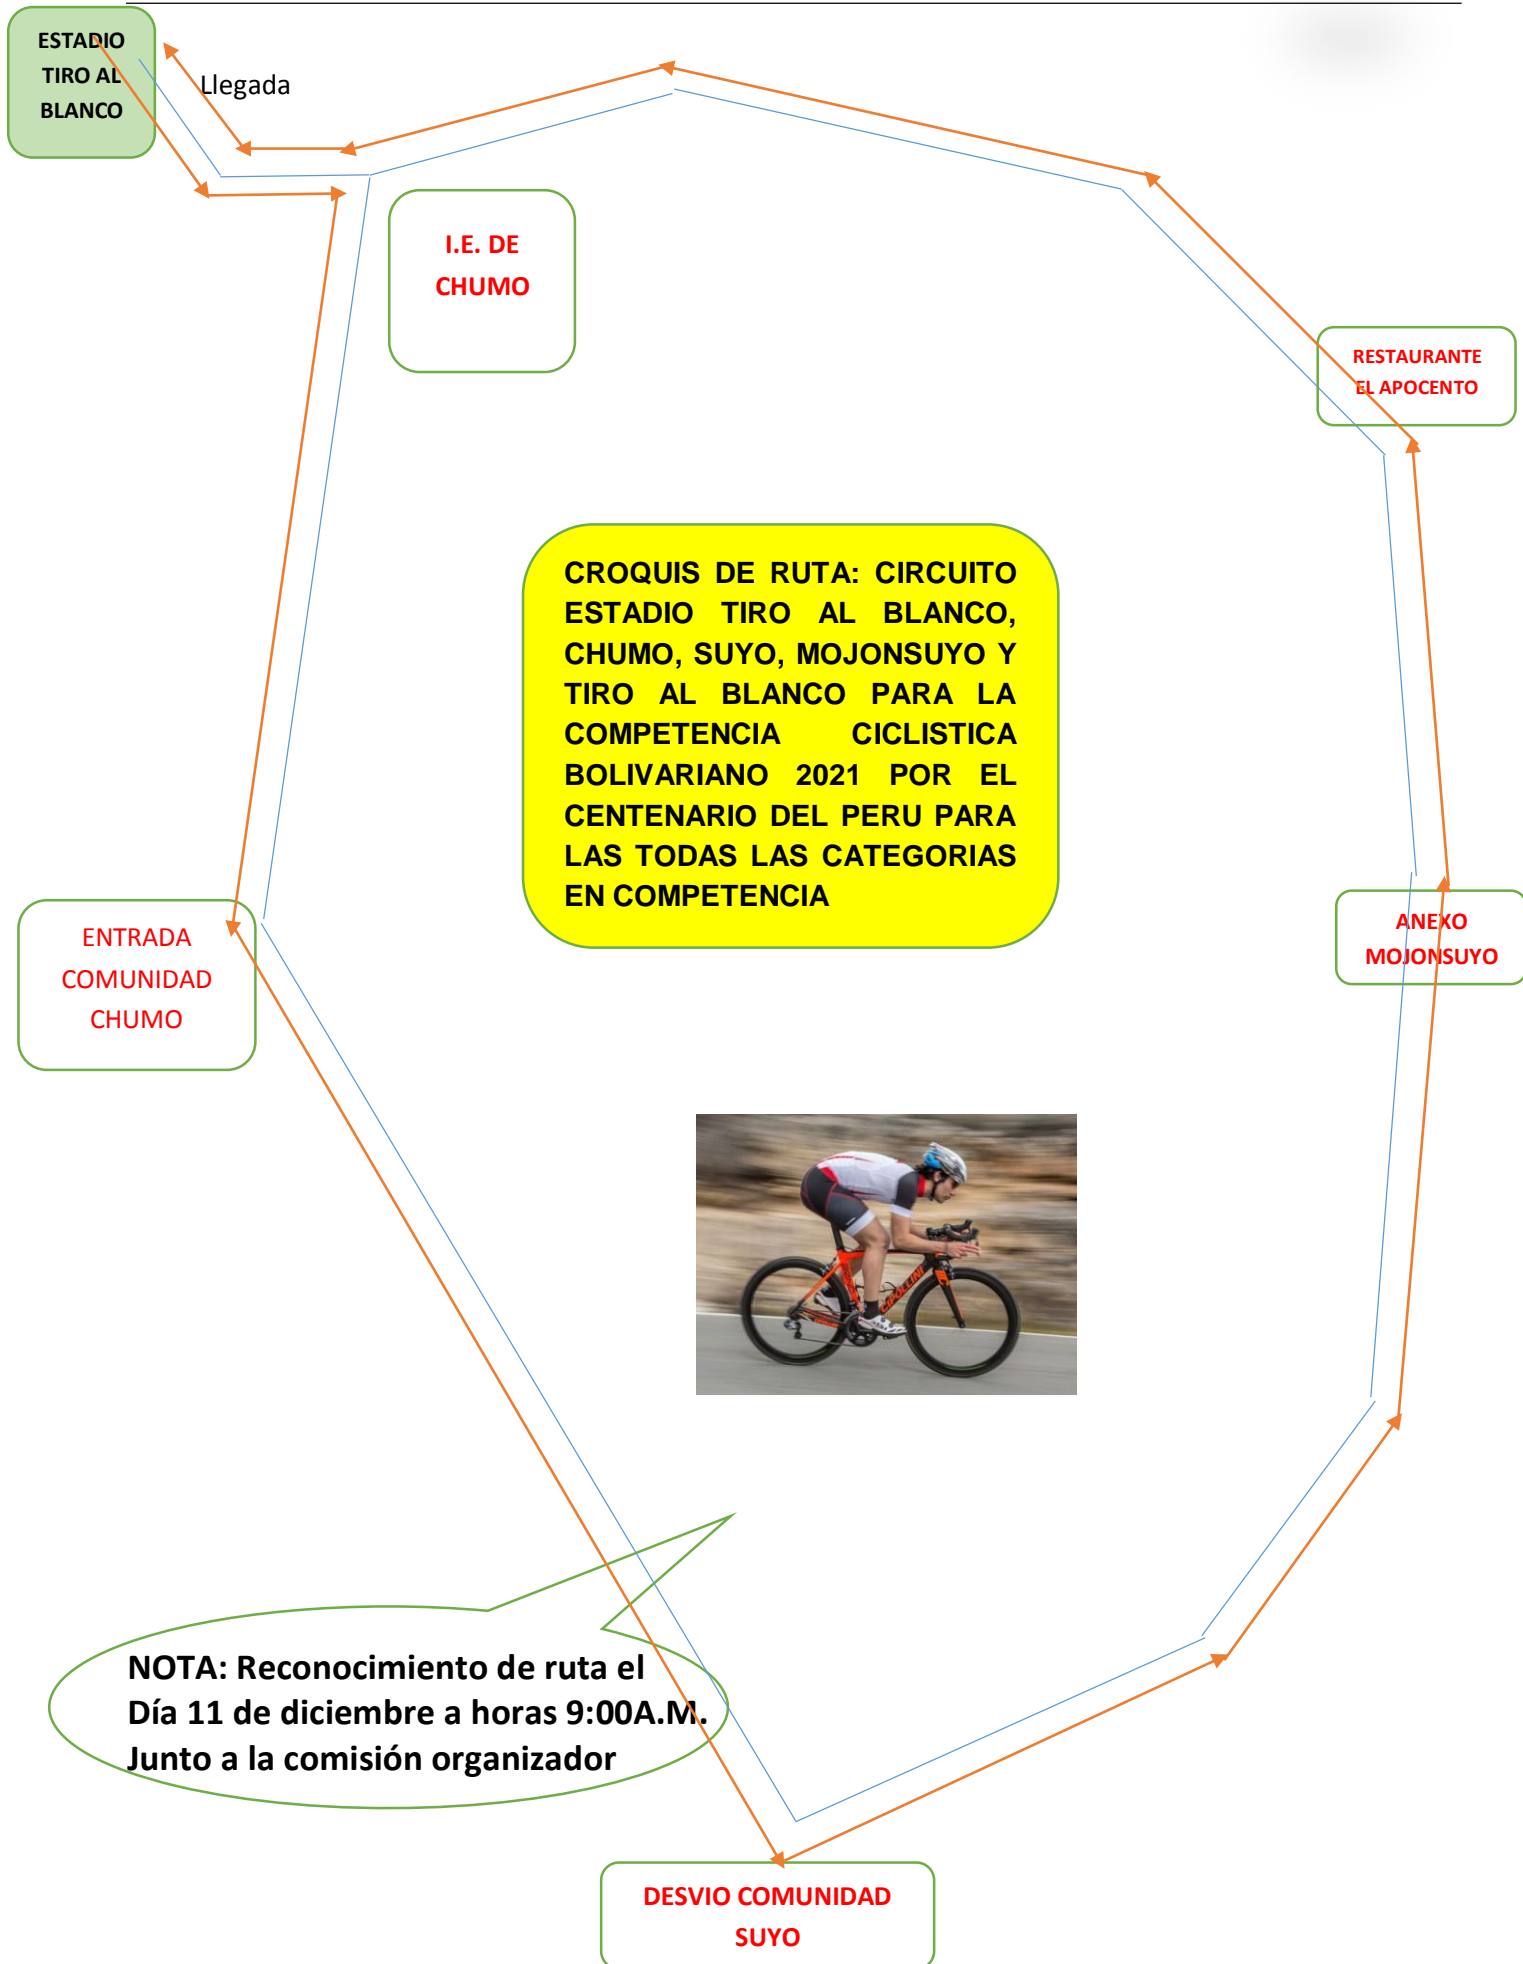 ESTADIO
TIRO AL
BLANCO
Llegada
I.E. DE
CHUMO
RESTAURANTE
EL APOCENTO
CROQUIS DE RUTA: CIRCUITO
ESTADIO TIRO AL BLANCO,
CHUMO, SUYO, MOJONSUYO Y
TIRO AL BLANCO PARA LA
COMPETENCIA CICLISTICA
BOLIVARIANO 2021 POR EL
CENTENARIO DEL PERU PARA
LAS TODAS LAS CATEGORIAS
EN COMPETENCIA
ENTRADA
COMUNIDAD
CHUMO
ANEXO
MOJONSUYO
CIPOLLINI
NOTA: Reconocimiento de ruta el
Día 11 de diciembre a horas 9:00A.M.
Junto a la comisión organizador
DESVIO COMUNIDAD
SUYO